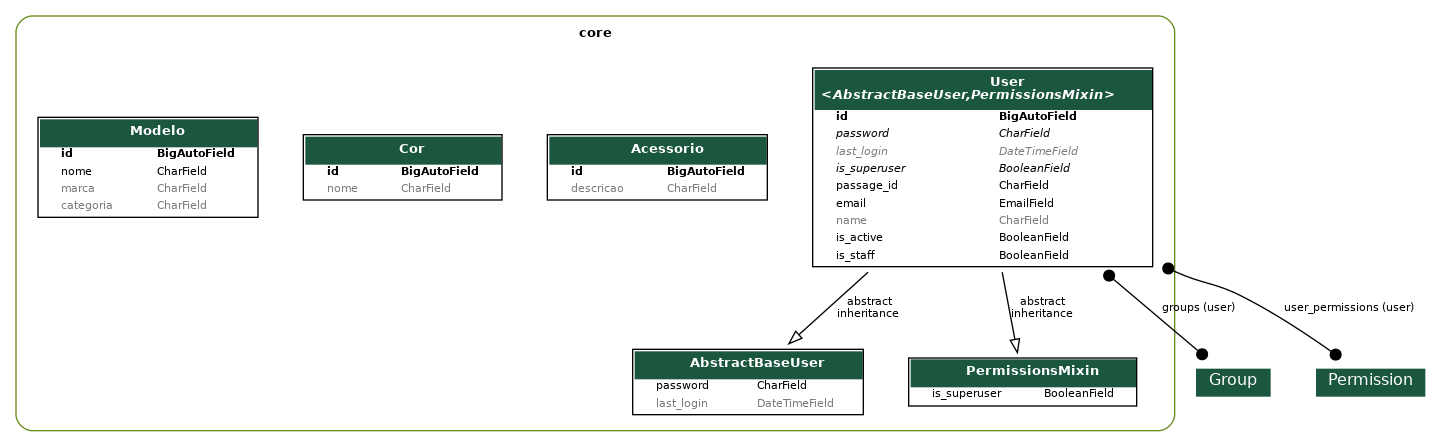 core
Modelo
id BigAutoField
nome CharField
marca CharField
categoria CharField
Cor
id BigAutoField
nome CharField
Acessorio
id BigAutoField
descricao CharField
User
<AbstractBaseUser,PermissionsMixin>
id BigAutoField
password CharField
last_login DateTimeField
is_superuser BooleanField
passage_id CharField
email EmailField
name CharField
is_active BooleanField
is_staff BooleanField
abstract
inheritance
abstract
inheritance
groups (user)
user_permissions (user)
AbstractBaseUser
password CharField
last_login DateTimeField
PermissionsMixin
is_superuser BooleanField
Group
Permission